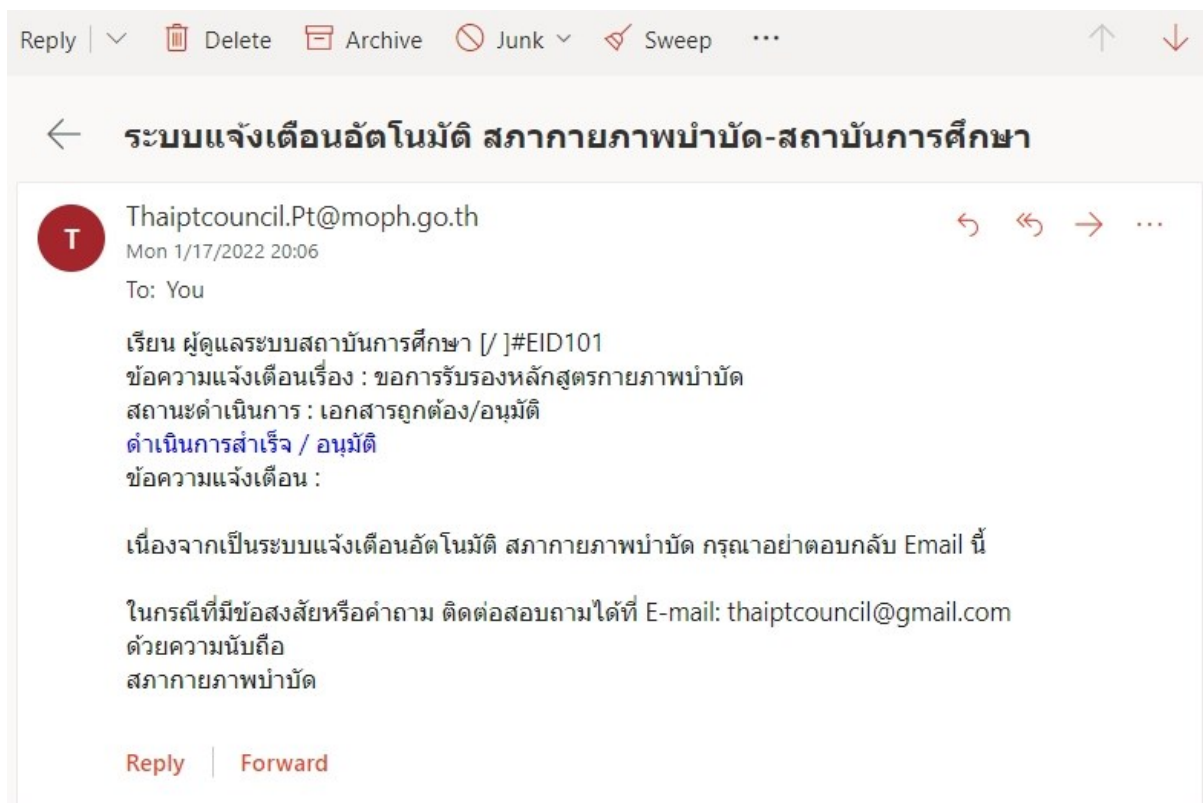 Reply Delete Archive Junk Sweep ...
ระบบแจ้งเตือนอัตโนมัติ สภากายภาพบำบัด-สถาบันการศึกษา
T
Thaiptcouncil.Pt@moph.go.th
Mon 1/17/2022 20:06
To: You
เรียน ผู้ดูแลระบบสถาบันการศึกษา [/ ]#EID101
ข้อความแจ้งเตือนเรื่อง : ขอการรับรองหลักสูตรกายภาพบำบัด
สถานะดำเนินการ : เอกสารถูกต้อง/อนุมัติ
ดำเนินการสำเร็จ / อนุมัติ
ข้อความแจ้งเตือน :
เนื่องจากเป็นระบบแจ้งเตือนอัตโนมัติ สภากายภาพบำบัด กรุณาอย่าตอบกลับ Email นี้
ในกรณีที่มีข้อสงสัยหรือคำถาม ติดต่อสอบถามได้ที่ E-mail: thaiptcouncil@gmail.com
ด้วยความนับถือ
สภากายภาพบำบัด
Reply Forward